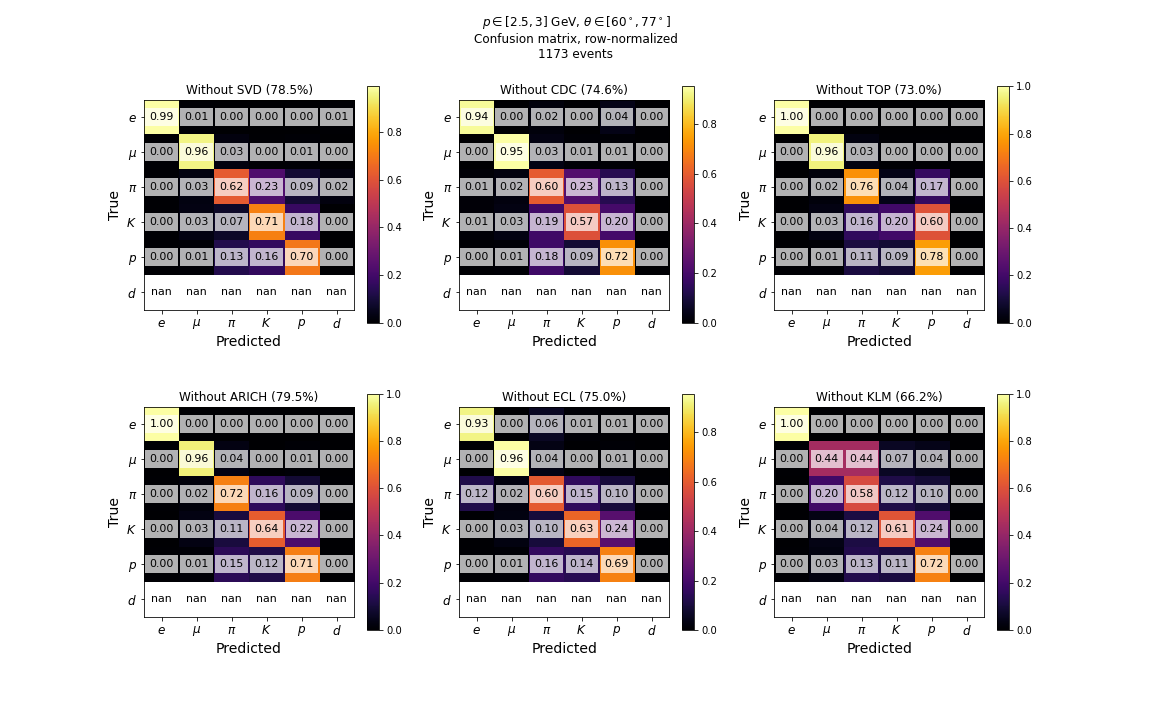 p ∈ [2.5, 3] GeV, θ ∈ [60°, 77°]
Confusion matrix, row-normalized
1173 events
Without SVD (78.5%)
True
e 0.99 0.01 0.00 0.00 0.00 0.01
μ 0.00 0.96 0.03 0.00 0.01 0.00
π 0.00 0.03 0.62 0.23 0.09 0.02
K 0.00 0.03 0.07 0.71 0.18 0.00
p 0.00 0.01 0.13 0.16 0.70 0.00
d nan nan nan nan nan nan
e μ π K p d
Predicted
0.8
0.6
0.4
0.2
0.0
Without CDC (74.6%)
True
e 0.94 0.00 0.02 0.00 0.04 0.00
μ 0.00 0.95 0.03 0.01 0.01 0.00
π 0.01 0.02 0.60 0.23 0.13 0.00
K 0.01 0.03 0.19 0.57 0.20 0.00
p 0.00 0.01 0.18 0.09 0.72 0.00
d nan nan nan nan nan nan
e μ π K p d
Predicted
0.8
0.6
0.4
0.2
0.0
Without TOP (73.0%)
True
e 1.00 0.00 0.00 0.00 0.00 0.00
μ 0.00 0.96 0.03 0.00 0.00 0.00
π 0.00 0.02 0.76 0.04 0.17 0.00
K 0.00 0.03 0.16 0.20 0.60 0.00
p 0.00 0.01 0.11 0.09 0.78 0.00
d nan nan nan nan nan nan
e μ π K p d
Predicted
1.0
0.8
0.6
0.4
0.2
0.0
Without ARICH (79.5%)
True
e 1.00 0.00 0.00 0.00 0.00 0.00
μ 0.00 0.96 0.04 0.00 0.01 0.00
π 0.00 0.02 0.72 0.16 0.09 0.00
K 0.00 0.03 0.11 0.64 0.22 0.00
p 0.00 0.01 0.15 0.12 0.71 0.00
d nan nan nan nan nan nan
e μ π K p d
Predicted
1.0
0.8
0.6
0.4
0.2
0.0
Without ECL (75.0%)
True
e 0.93 0.00 0.06 0.01 0.01 0.00
μ 0.00 0.96 0.04 0.00 0.01 0.00
π 0.12 0.02 0.60 0.15 0.10 0.00
K 0.00 0.03 0.10 0.63 0.24 0.00
p 0.00 0.01 0.16 0.14 0.69 0.00
d nan nan nan nan nan nan
e μ π K p d
Predicted
0.8
0.6
0.4
0.2
0.0
Without KLM (66.2%)
True
e 1.00 0.00 0.00 0.00 0.00 0.00
μ 0.00 0.44 0.44 0.07 0.04 0.00
π 0.00 0.20 0.58 0.12 0.10 0.00
K 0.00 0.04 0.12 0.61 0.24 0.00
p 0.00 0.03 0.13 0.11 0.72 0.00
d nan nan nan nan nan nan
e μ π K p d
Predicted
1.0
0.8
0.6
0.4
0.2
0.0